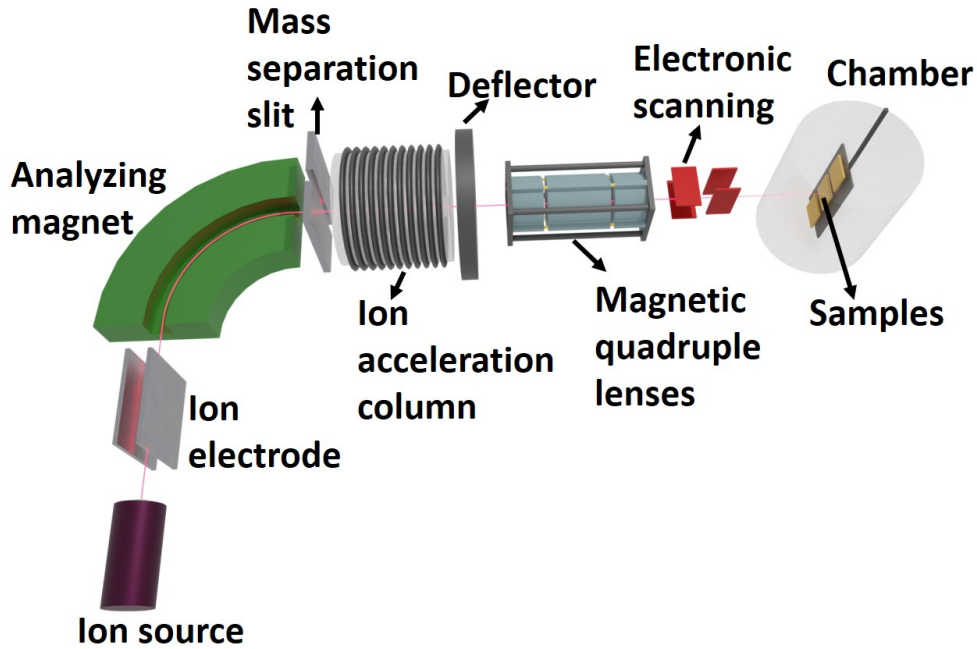 Mass
separation
slit
Deflector
Electronic
scanning
Chamber
Analyzing
magnet
Ion
acceleration
column
Magnetic
quadruple
lenses
Samples
Ion
electrode
Ion source